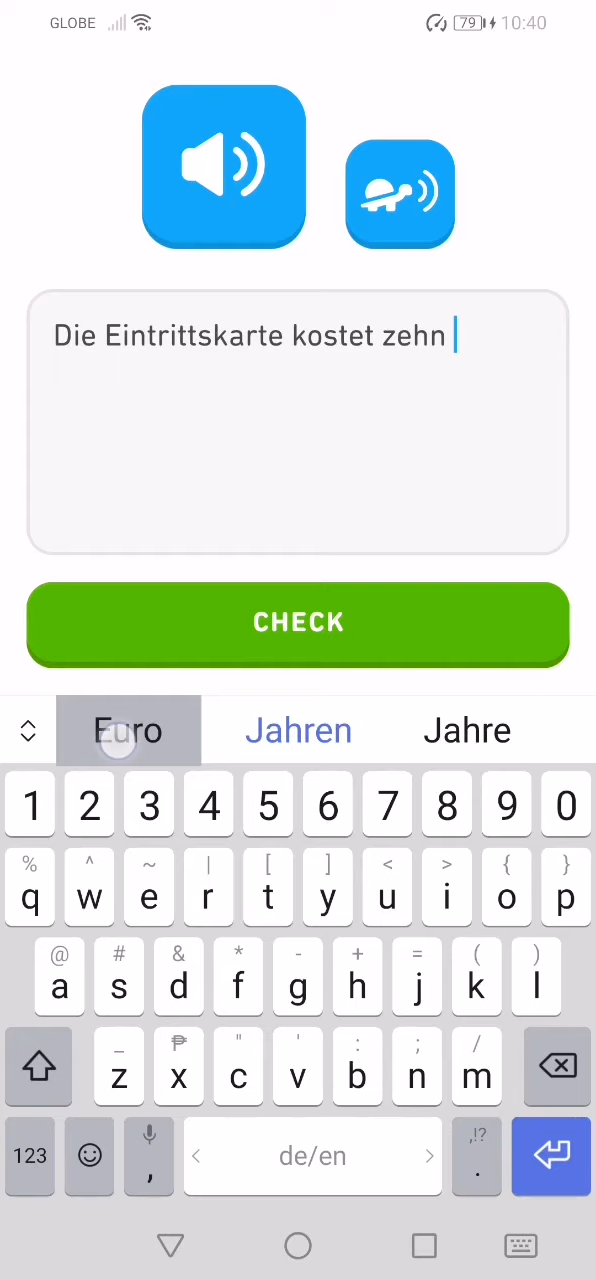 GLOBE 79 10:40
Die Eintrittskarte kostet zehn
CHECK
Euro Jahren Jahre
1 2 3 4 5 6 7 8 9 0
% ^ ~ | [ ] < > { }
q w e r t y u i o p
@ # & * - + = ( )
a s d f g h j k l
_ ₱ " ' : ; /
z x c v b n m
123 , < de/en > ,!? .